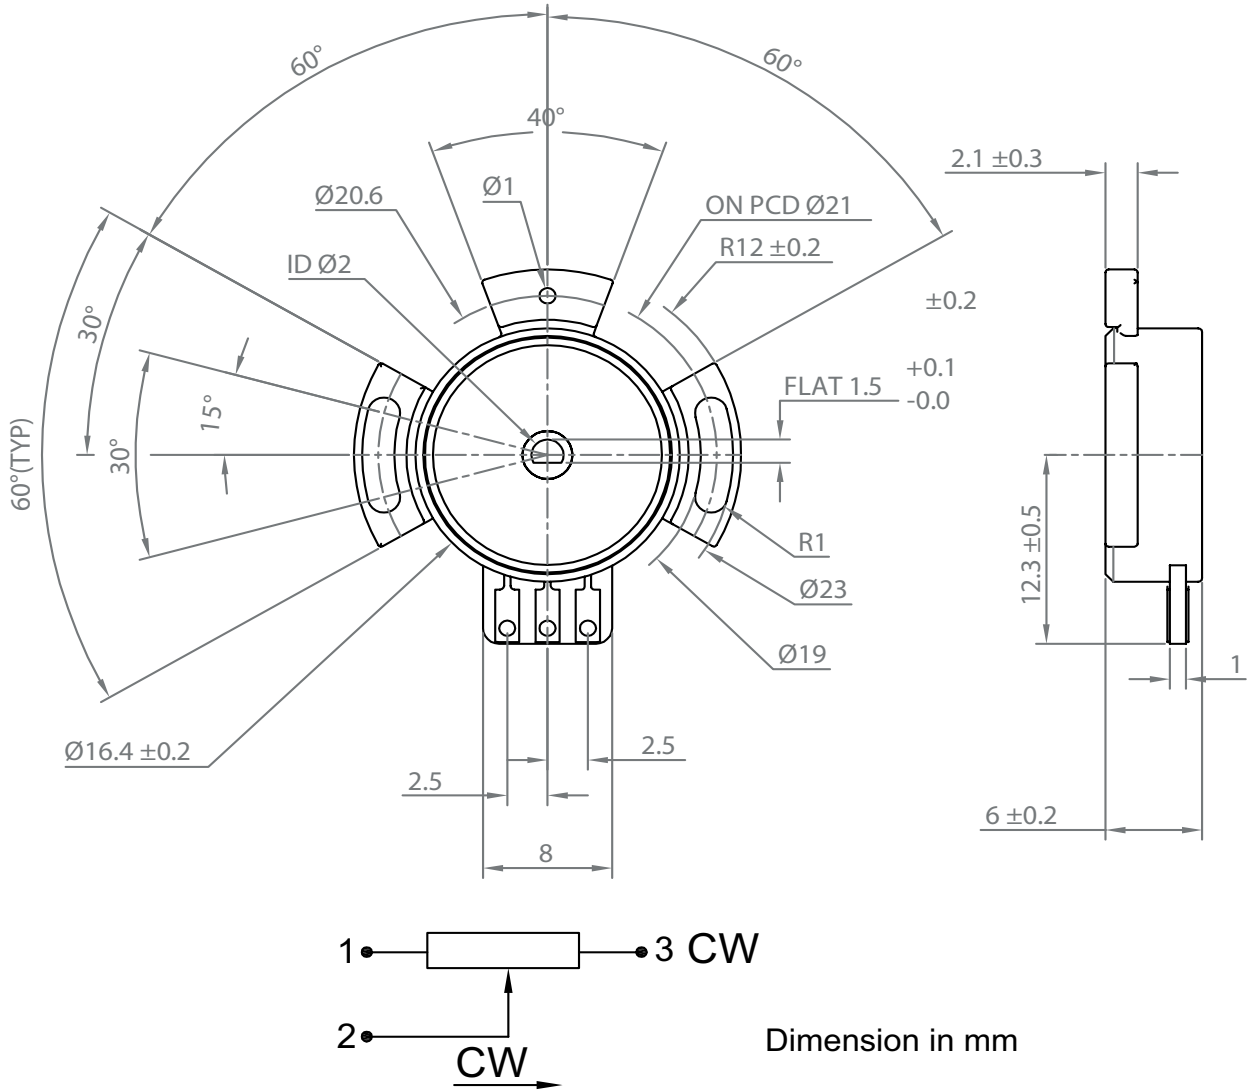 60°
60°
40°
2.1 ±0.3
Ø20.6
Ø1
ON PCD Ø21
R12 ±0.2
ID Ø2
±0.2
30°
FLAT 1.5 +0.1
-0.0
15°
30°
60°(TYP)
R1
12.3 ±0.5
Ø23
Ø19
1
Ø16.4 ±0.2
2.5
2.5
6 ±0.2
8
1
3 CW
2
CW
Dimension in mm